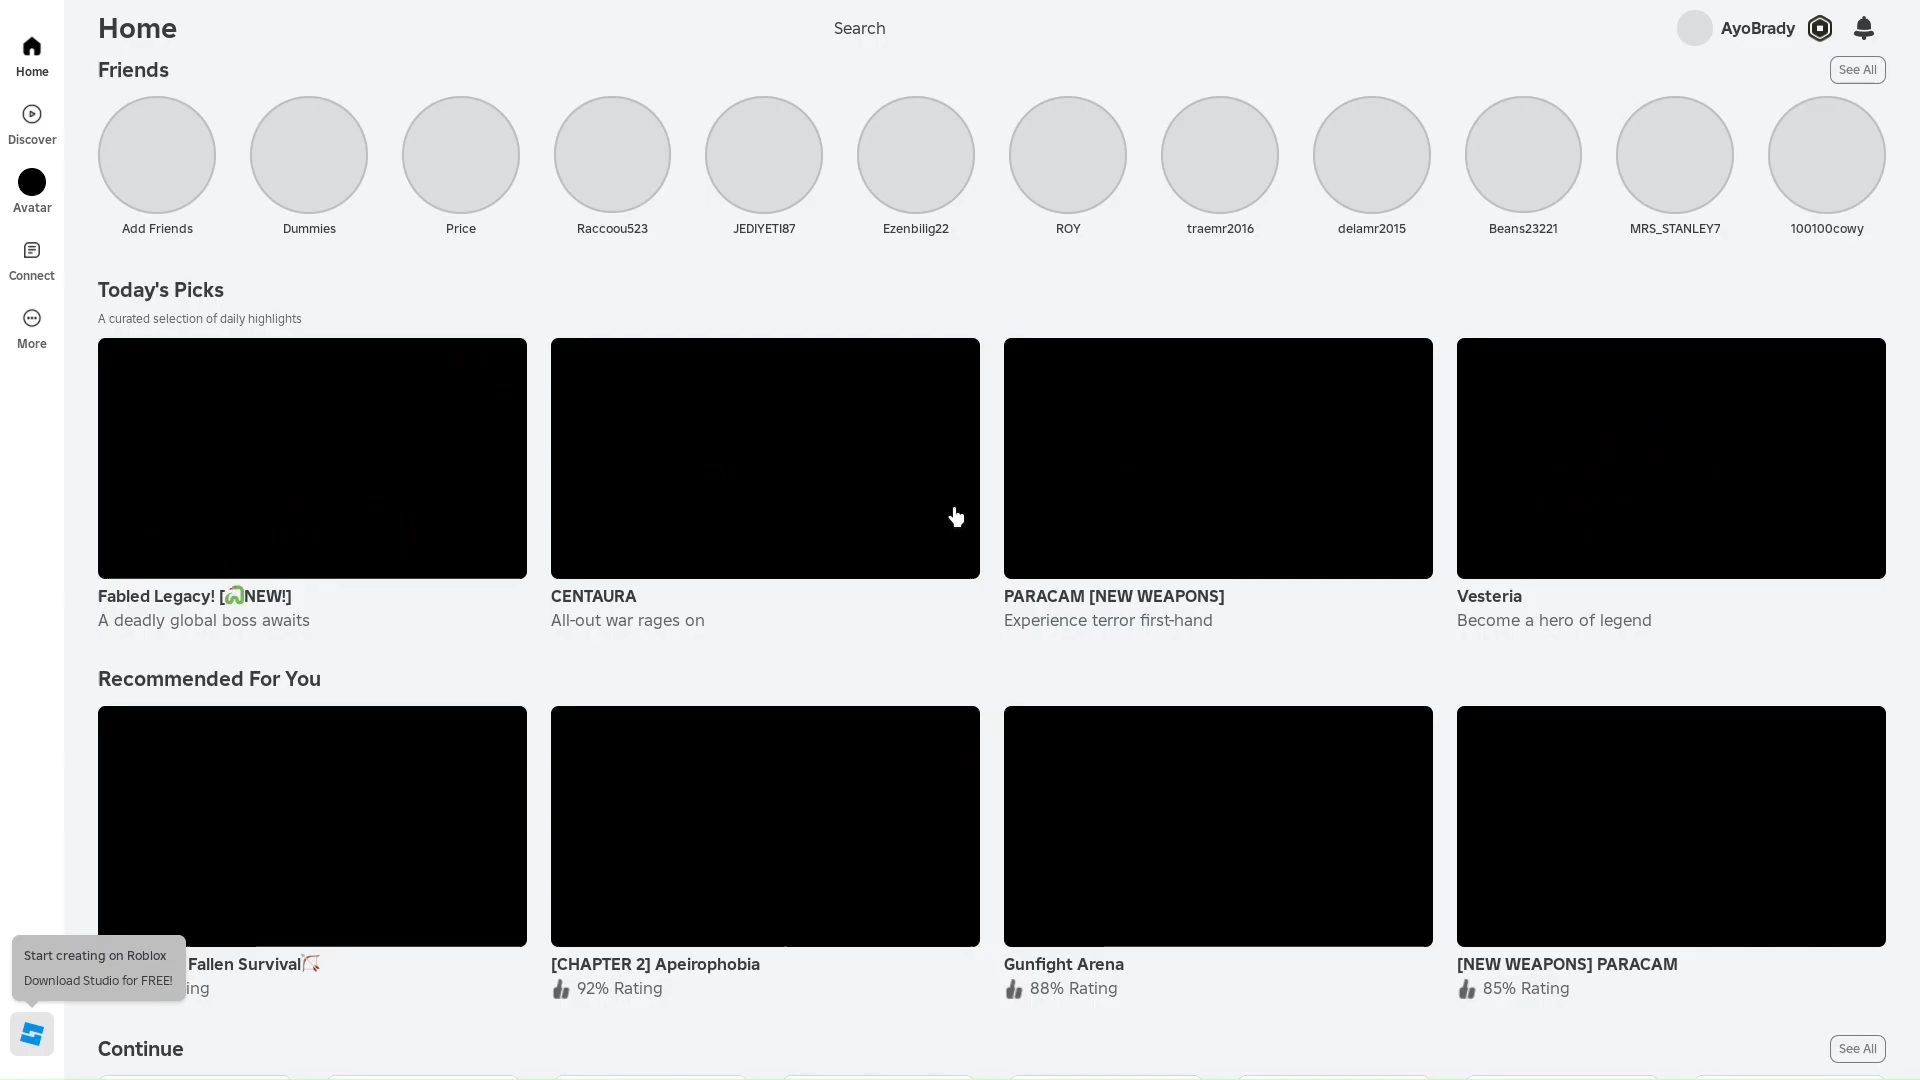 Home
Search
AyoBrady
Home
Friends
See All
Discover
Avatar
Add Friends
Dummies
Price
Raccoou523
JEDIYETI87
Ezenbilig22
ROY
traemr2016
delamr2015
Beans23221
MRS_STANLEY7
100100cowy
Connect
More
Today's Picks
A curated selection of daily highlights
Fabled Legacy! [🐍NEW!]
A deadly global boss awaits
CENTAURA
All-out war rages on
PARACAM [NEW WEAPONS]
Experience terror first-hand
Vesteria
Become a hero of legend
Recommended For You
Start creating on Roblox
Download Studio for FREE!
Fallen Survival🏹
[CHAPTER 2] Apeirophobia
92% Rating
Gunfight Arena
88% Rating
[NEW WEAPONS] PARACAM
85% Rating
Continue
See All